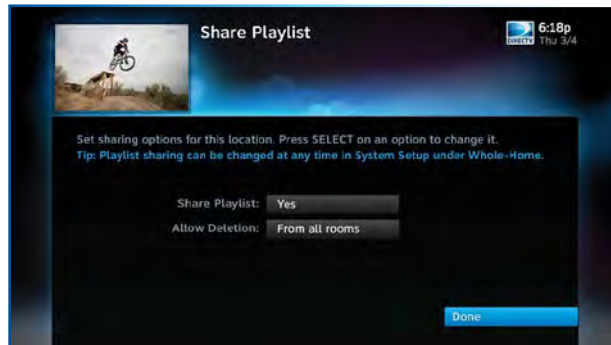 Share Playlist
6:18p
DIRECTV Thu 3/4
Set sharing options for this location. Press SELECT on an option to change it.
Tip: Playlist sharing can be changed at any time in System Setup under Whole-Home.
Share Playlist: Yes
Allow Deletion: From all rooms
Done